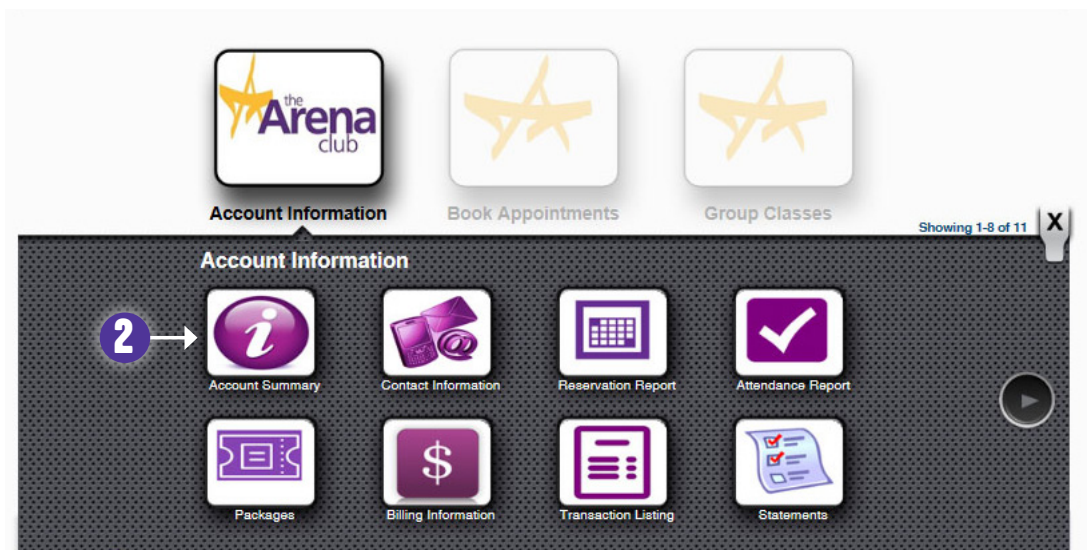 the
Arena
club
Account Information
Book Appointments
Group Classes
Showing 1-8 of 11
X
Account Information
2
i
Account Summary
@
Contact Information
Reservation Report
Attendance Report
$
Packages
Billing Information
Transaction Listing
Statements